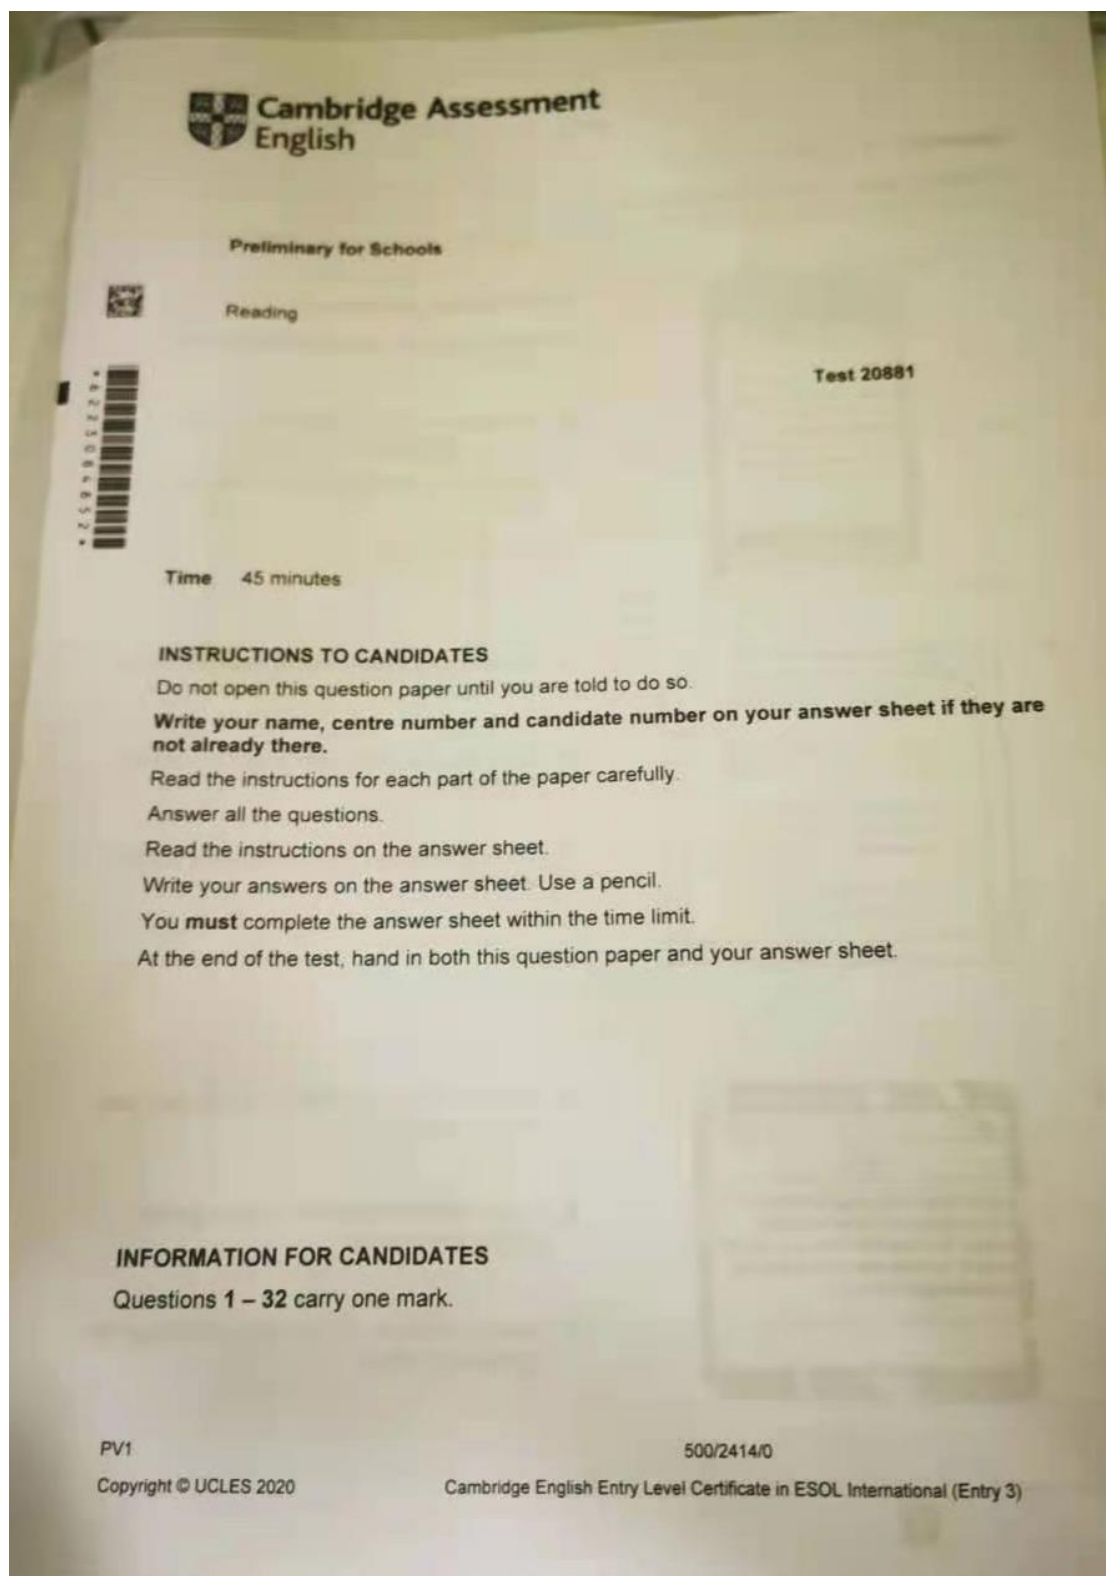 Cambridge Assessment
English
Preliminary for Schools
Reading
Test 20881
Time 45 minutes
INSTRUCTIONS TO CANDIDATES
Do not open this question paper until you are told to do so.
Write your name, centre number and candidate number on your answer sheet if they are
not already there.
Read the instructions for each part of the paper carefully.
Answer all the questions.
Read the instructions on the answer sheet.
Write your answers on the answer sheet. Use a pencil.
You must complete the answer sheet within the time limit.
At the end of the test, hand in both this question paper and your answer sheet.
INFORMATION FOR CANDIDATES
Questions 1 – 32 carry one mark.
PV1
500/2414/0
Copyright © UCLES 2020
Cambridge English Entry Level Certificate in ESOL International (Entry 3)